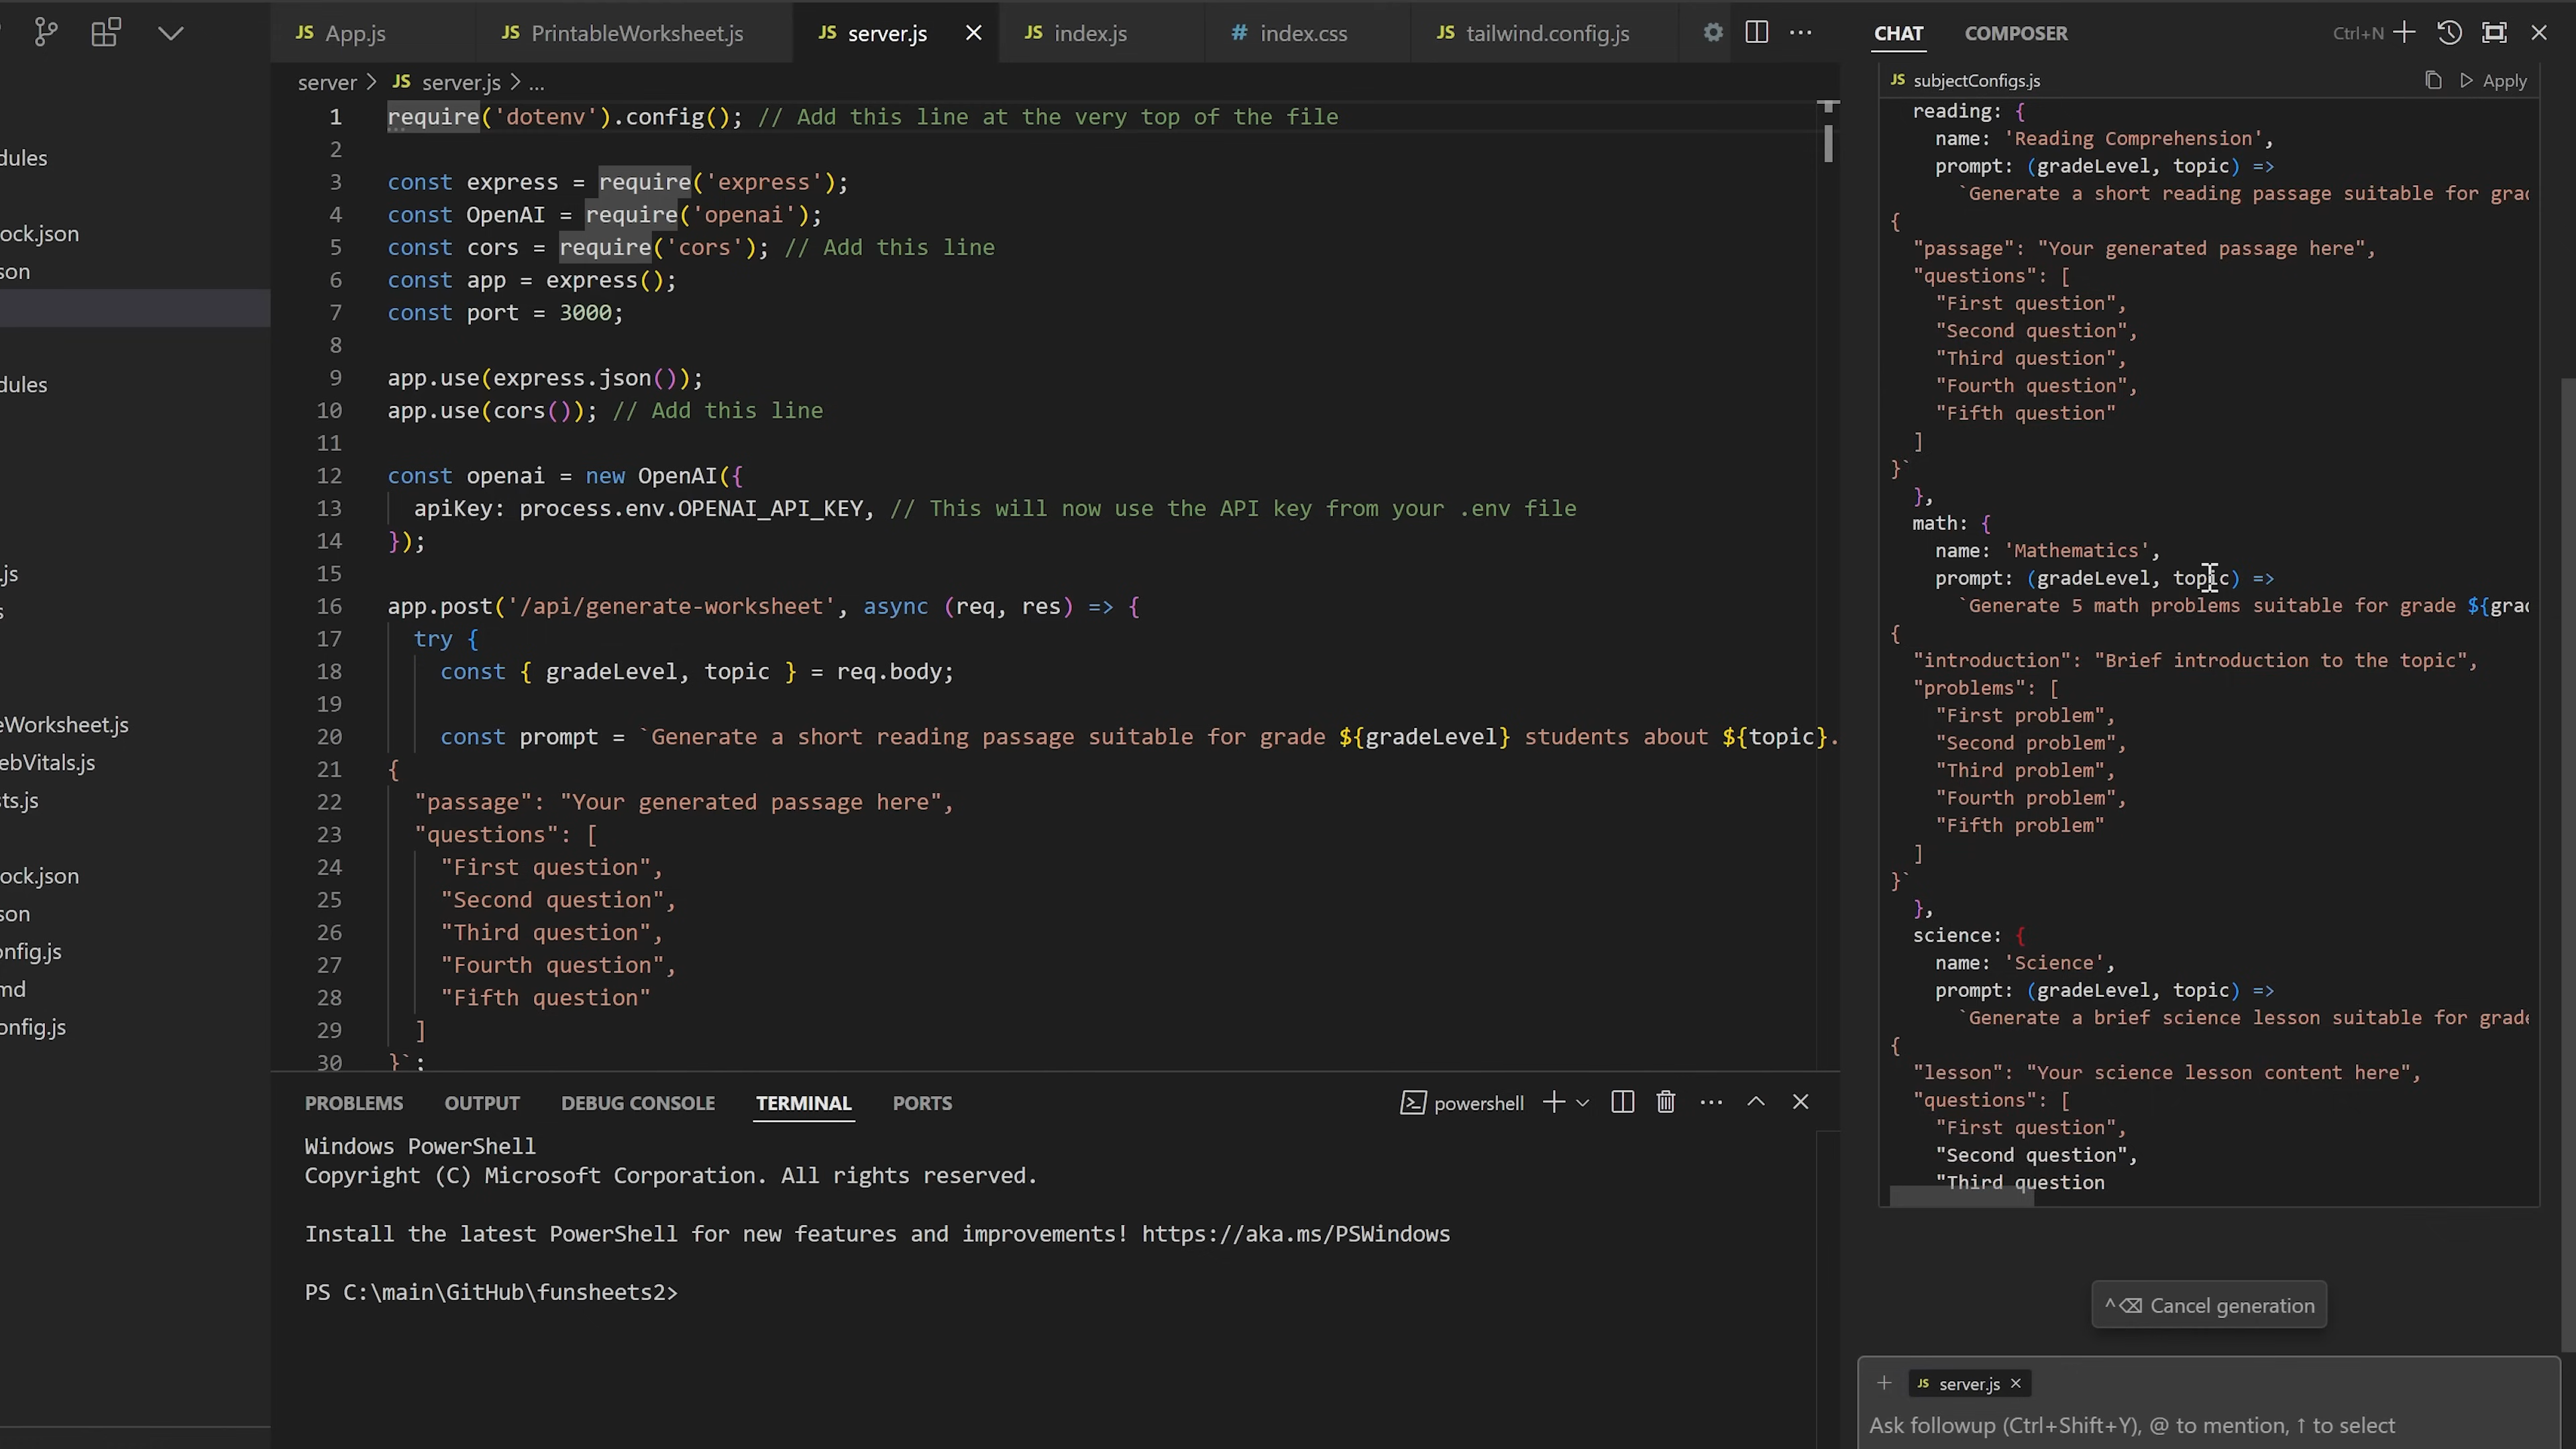 App.js
PrintableWorksheet.js
server.js
index.js
index.css
tailwind.config.js
server > server.js > ...
dules
ock.json
son
dules
.js
s
eWorksheet.js
ebVitals.js
ts.js
ock.json
son
onfig.js
md
onfig.js
1 require('dotenv').config(); // Add this line at the very top of the file
2
3 const express = require('express');
4 const OpenAI = require('openai');
5 const cors = require('cors'); // Add this line
6 const app = express();
7 const port = 3000;
8
9 app.use(express.json());
10 app.use(cors()); // Add this line
11
12 const openai = new OpenAI({
13 apiKey: process.env.OPENAI_API_KEY, // This will now use the API key from your .env file
14 });
15
16 app.post('/api/generate-worksheet', async (req, res) => {
17 try {
18 const { gradeLevel, topic } = req.body;
19
20 const prompt = `Generate a short reading passage suitable for grade ${gradeLevel} students about ${topic}.
21 {
22 "passage": "Your generated passage here",
23 "questions": [
24 "First question",
25 "Second question",
26 "Third question",
27 "Fourth question",
28 "Fifth question"
29 ]
30 }`;
PROBLEMS OUTPUT DEBUG CONSOLE TERMINAL PORTS
powershell
Windows PowerShell
Copyright (C) Microsoft Corporation. All rights reserved.
Install the latest PowerShell for new features and improvements! https://aka.ms/PSWindows
PS C:\main\GitHub\funsheets2>
CHAT COMPOSER Ctrl+N
JS subjectConfigs.js Apply
reading: {
name: 'Reading Comprehension',
prompt: (gradeLevel, topic) =>
`Generate a short reading passage suitable for grad
{
"passage": "Your generated passage here",
"questions": [
"First question",
"Second question",
"Third question",
"Fourth question",
"Fifth question"
]
}`
},
math: {
name: 'Mathematics',
prompt: (gradeLevel, topic) =>
`Generate 5 math problems suitable for grade ${grad
{
"introduction": "Brief introduction to the topic",
"problems": [
"First problem",
"Second problem",
"Third problem",
"Fourth problem",
"Fifth problem"
]
}`
},
science: {
name: 'Science',
prompt: (gradeLevel, topic) =>
`Generate a brief science lesson suitable for grade
{
"lesson": "Your science lesson content here",
"questions": [
"First question",
"Second question",
"Third question
Cancel generation
JS server.js
Ask followup (Ctrl+Shift+Y), @ to mention, ↑ to select